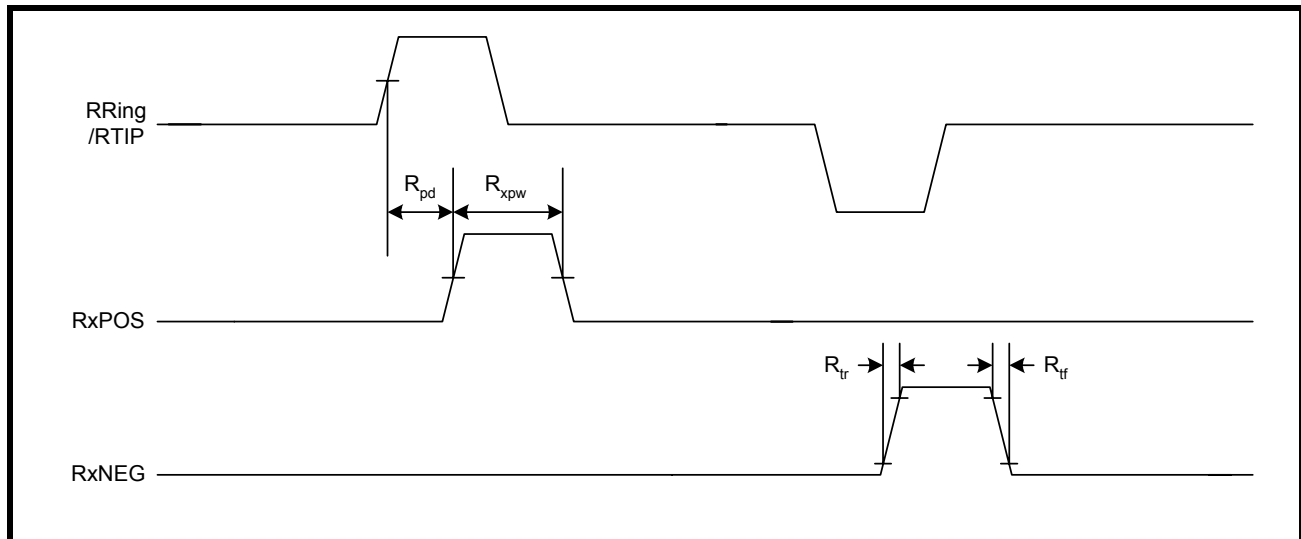 RRing
/RTIP
Rpd
Rxpw
RxPOS
Rtr
Rtf
RxNEG